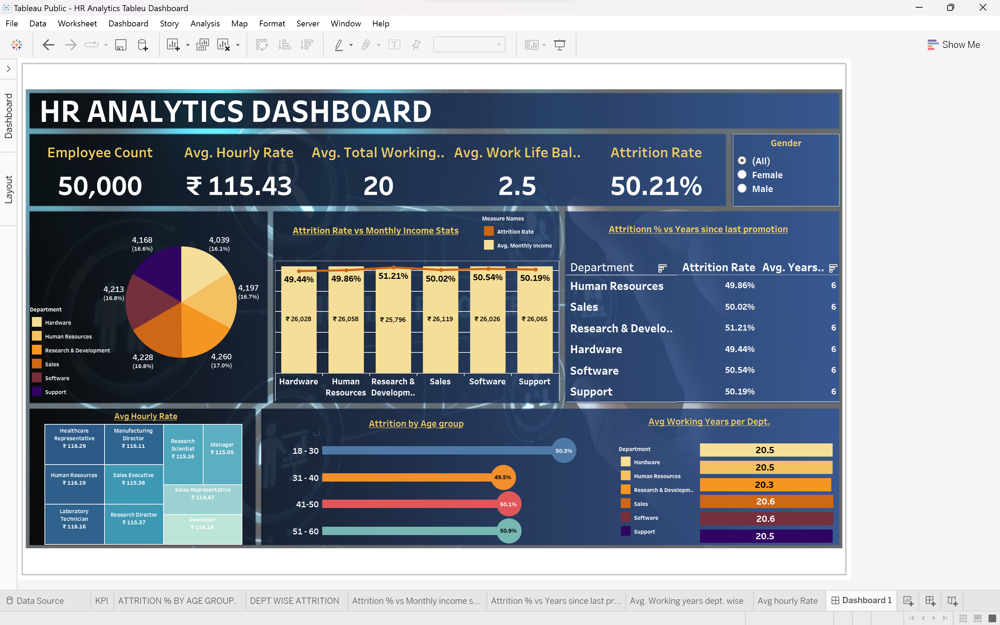 Tableau Public - HR Analytics Tableu Dashboard
File Data Worksheet Dashboard Story Analysis Map Format Server Window Help
Show Me
Dashboard
Layout
HR ANALYTICS DASHBOARD
Employee Count Avg. Hourly Rate Avg. Total Working.. Avg. Work Life Bal.. Attrition Rate
50,000 ₹ 115.43 20 2.5 50.21%
Gender
(All)
Female
Male
4,168
(16.6%)
4,039
(16.1%)
4,213
(16.8%)
4,197
(16.7%)
4,228
(16.8%)
4,260
(17.0%)
Department
Hardware
Human Resources
Research & Development
Sales
Software
Support
Attrition Rate vs Monthly Income Stats
Measure Names
Attrition Rate
Avg. Monthly Income
49.44% 49.86% 51.21% 50.02% 50.54% 50.19%
₹ 26,028 ₹ 26,058 ₹ 25,796 ₹ 26,119 ₹ 26,026 ₹ 26,065
Hardware Human Research & Sales Software Support
Resources Developm..
Attritionn % vs Years since last promotion
Department Attrition Rate Avg. Years..
Human Resources 49.86% 6
Sales 50.02% 6
Research & Develo.. 51.21% 6
Hardware 49.44% 6
Software 50.54% 6
Support 50.19% 6
Avg Hourly Rate
Healthcare
Representative
₹ 116.29
Manufacturing
Director
₹ 116.11
Research
Scientist
₹ 115.16
Manager
₹ 115.05
Human Resources
₹ 116.19
Sales Executive
₹ 115.38
Sales Representative
₹ 114.47
Laboratory
Technician
₹ 116.16
Research Director
₹ 115.37
Developer
₹ 114.18
Attrition by Age group
18 - 30 50.3%
31 - 40 49.5%
41-50 50.1%
51 - 60 50.9%
Avg Working Years per Dept.
Department
Hardware
Human Resources
Research & Developm..
Sales
Software
Support
20.5
20.5
20.3
20.6
20.6
20.5
Data Source KPI ATTRITION % BY AGE GROUP. DEPT WISE ATTRITION Attrition % vs Monthly income s... Attrition % vs Years since last pr... Avg. Working years dept. wise Avg hourly Rate Dashboard 1